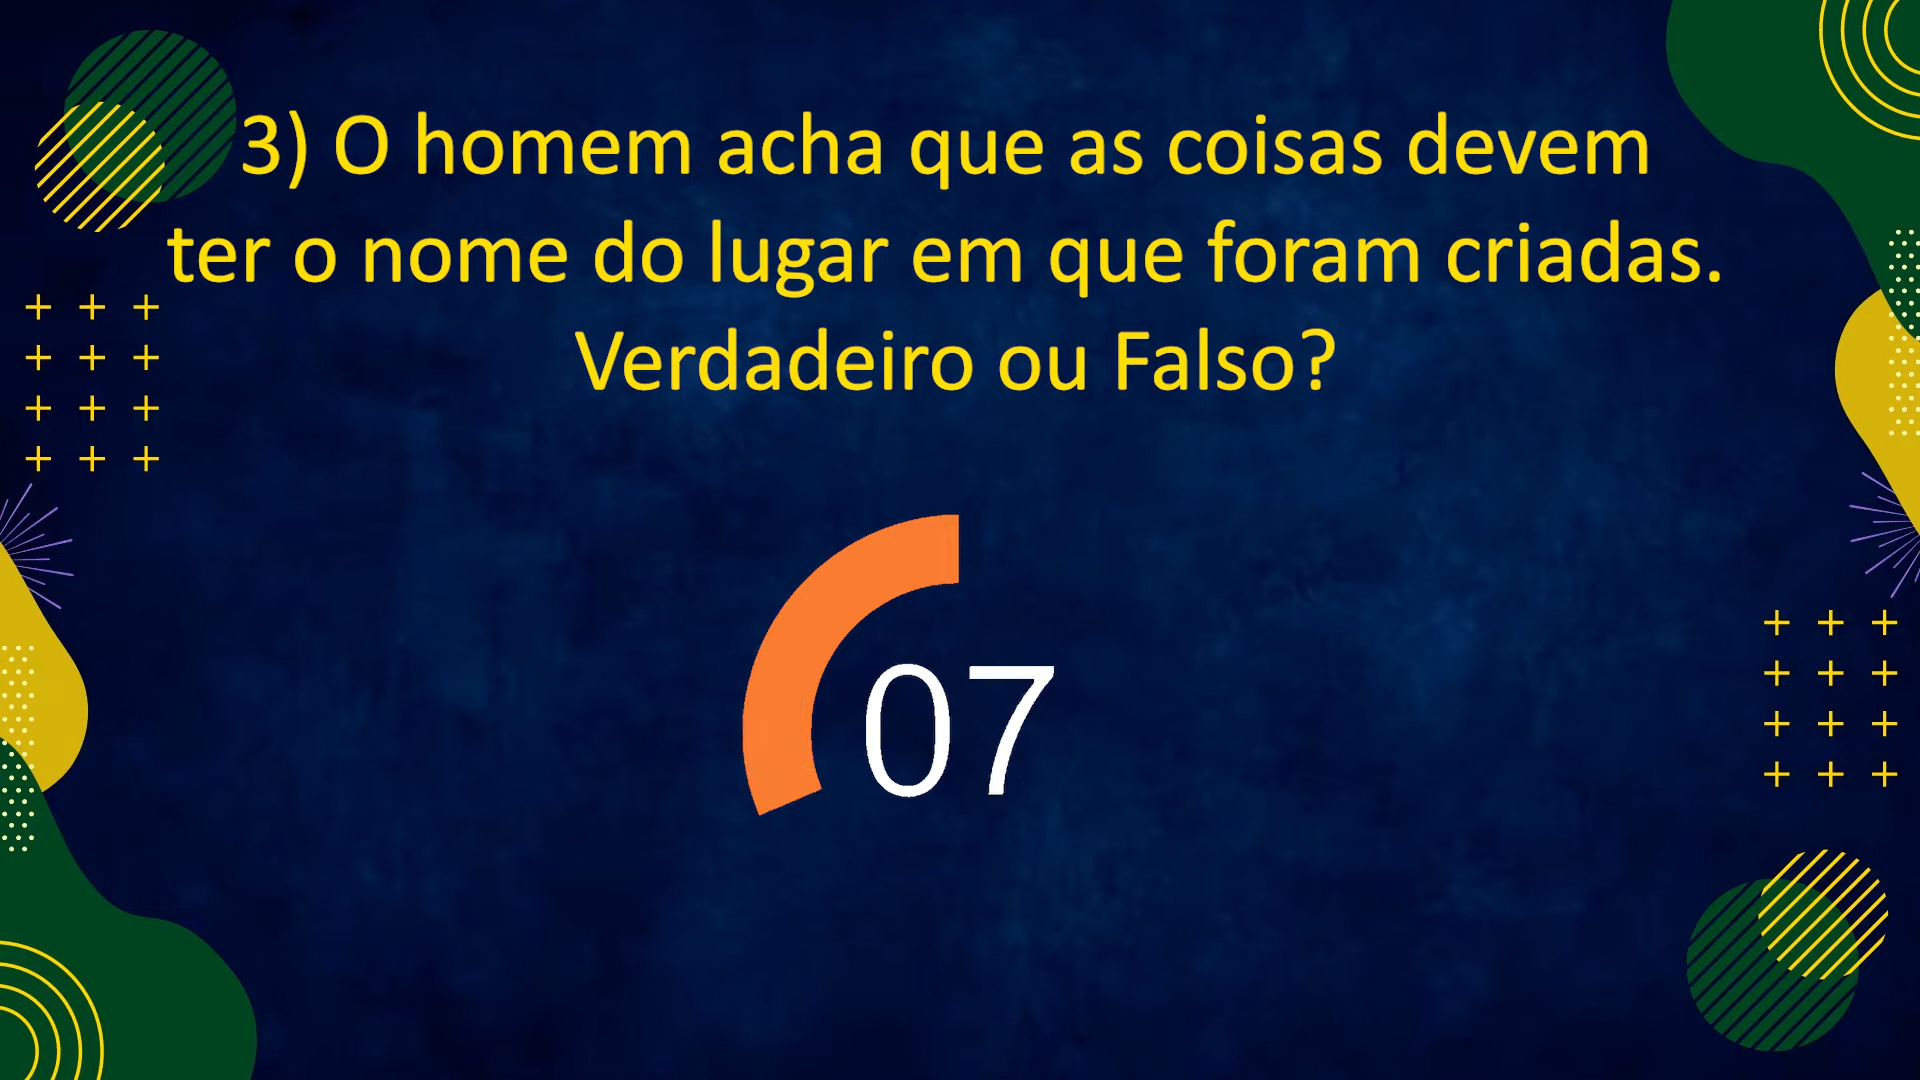 3) O homem acha que as coisas devem
ter o nome do lugar em que foram criadas.
Verdadeiro ou Falso?
07